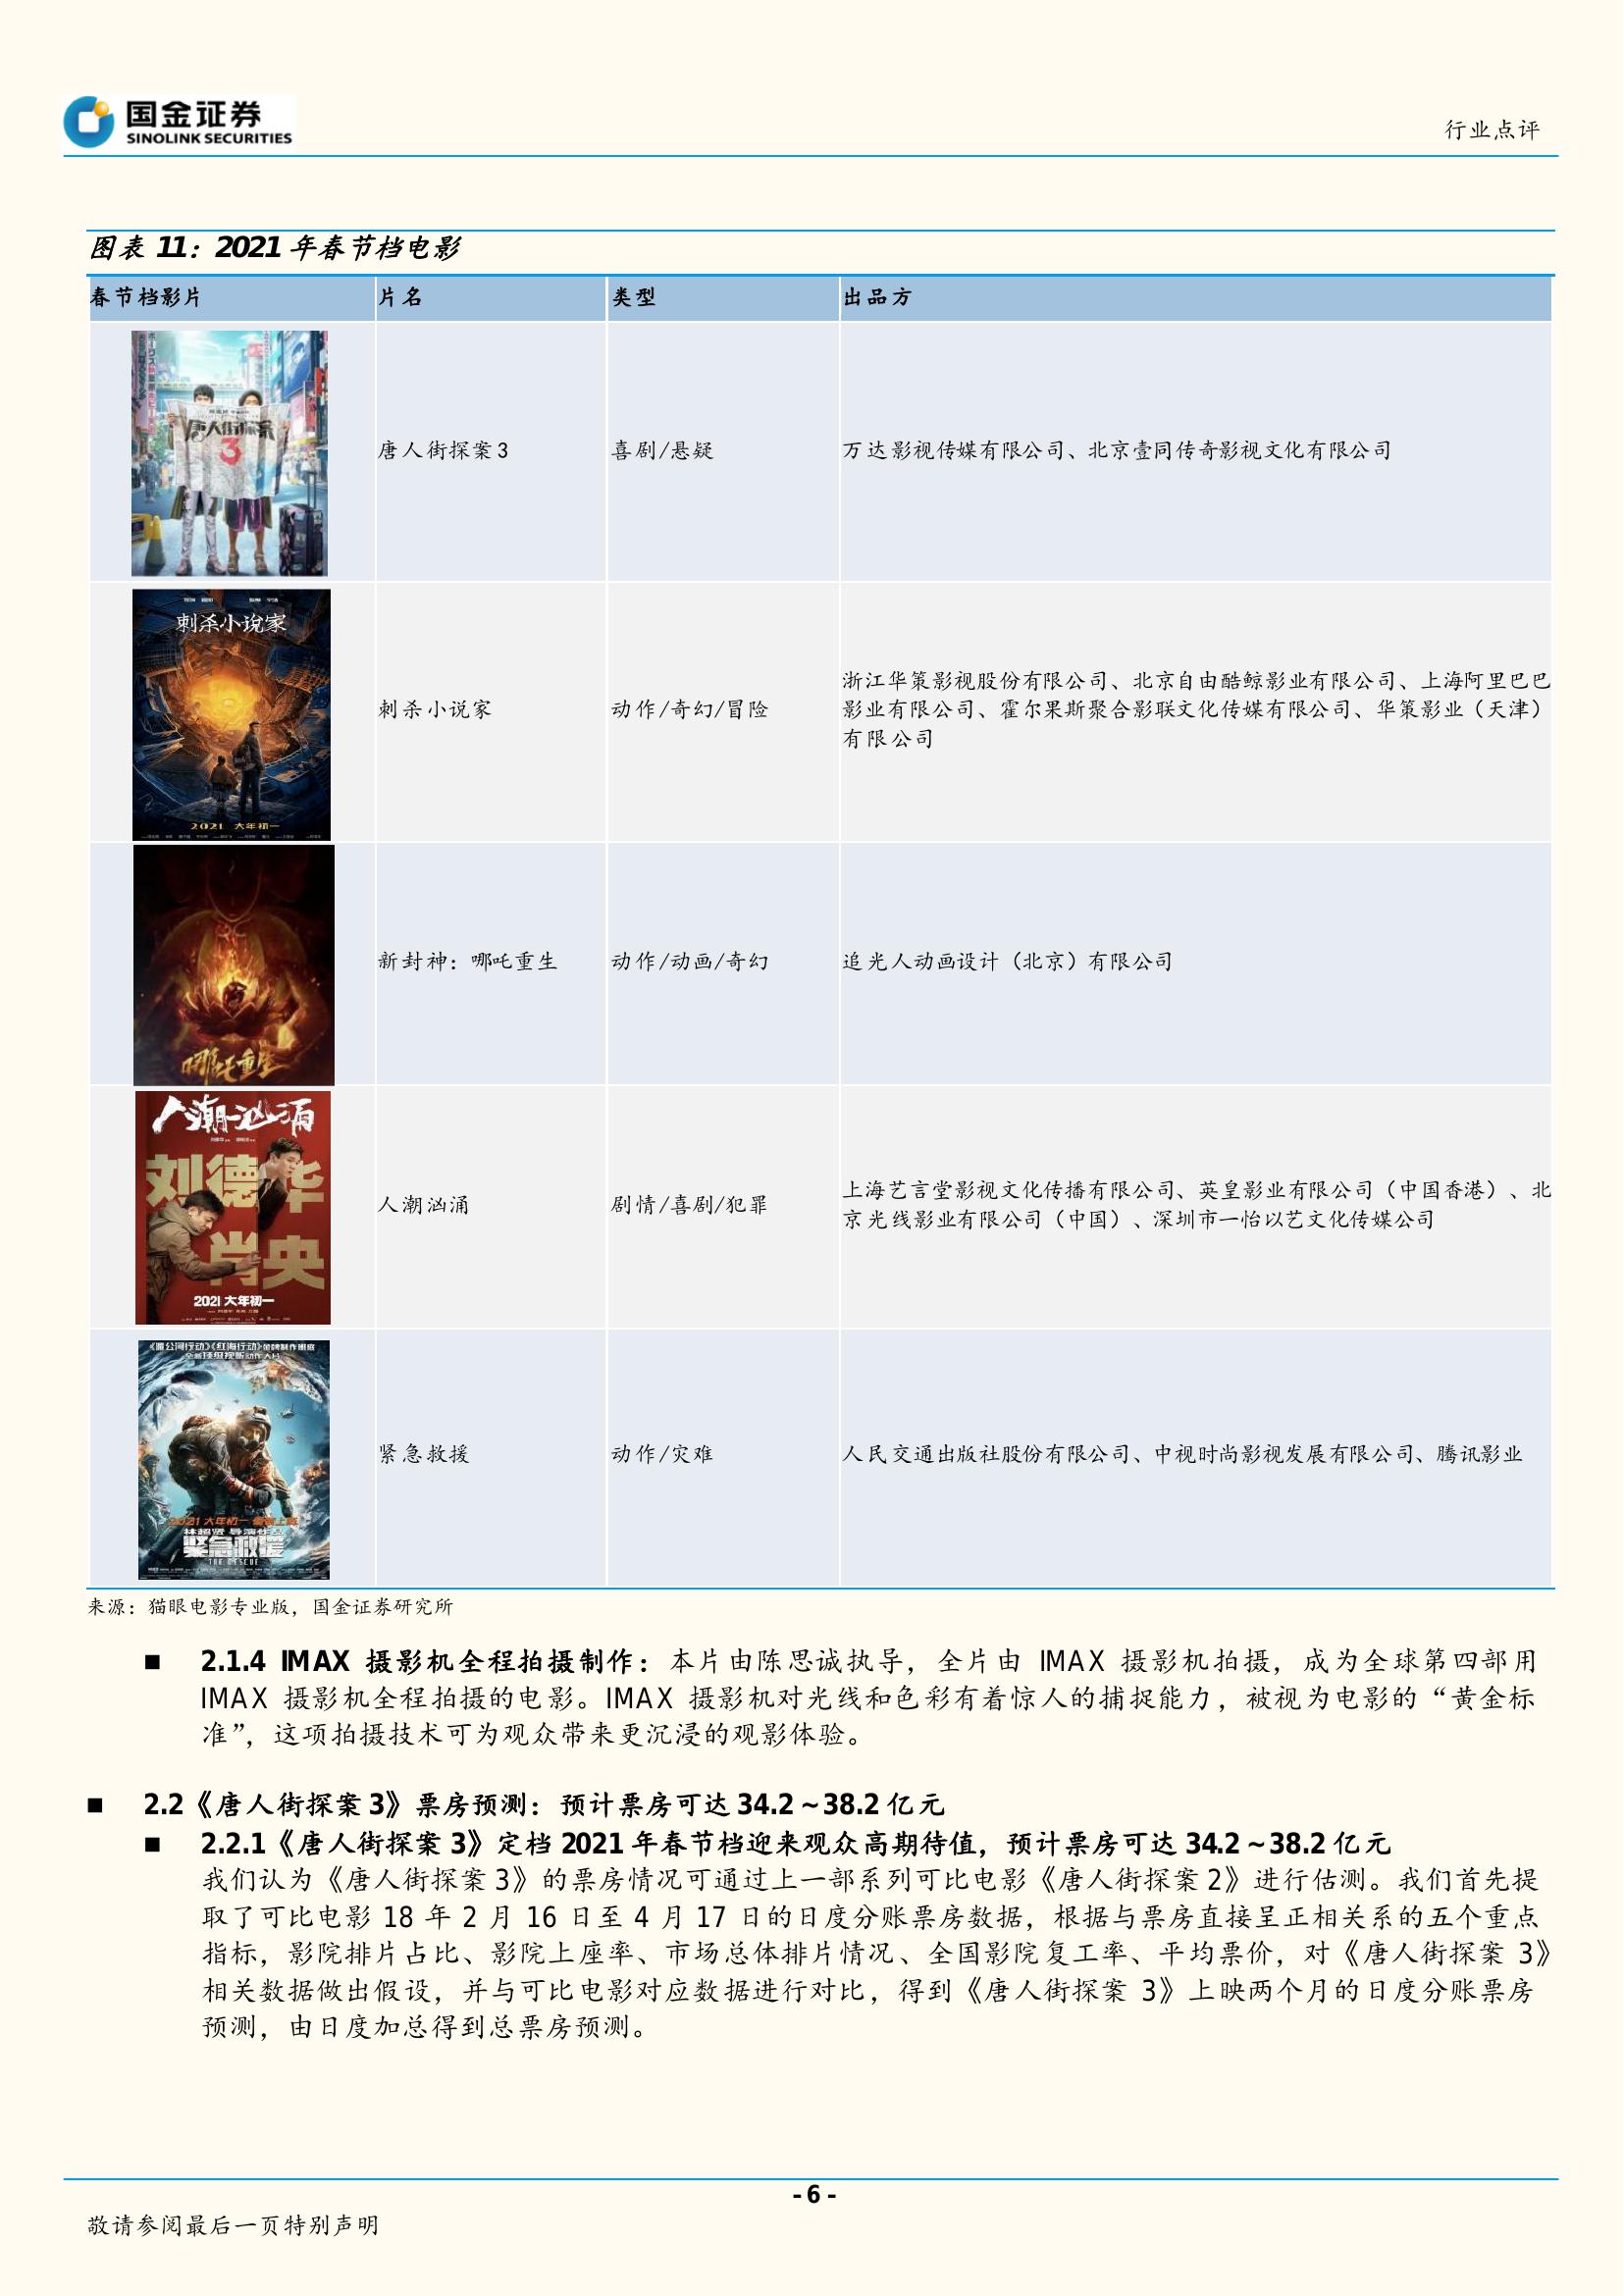 国金证券
SINOLINK SECURITIES
行业点评
图表 11：2021 年春节档电影
春节档影片 片名 类型 出品方
唐人街探案
3
唐人街探案 3 喜剧/悬疑 万达影视传媒有限公司、北京壹同传奇影视文化有限公司
刺杀小说家
2021 大年初一
刺杀小说家 动作/奇幻/冒险
浙江华策影视股份有限公司、北京自由酷鲸影业有限公司、上海阿里巴巴
影业有限公司、霍尔果斯聚合影联文化传媒有限公司、华策影业（天津）
有限公司
哪吒重生
新封神：哪吒重生 动作/动画/奇幻 追光人动画设计（北京）有限公司
人潮汹涌
刘德华
肖央
2021 大年初一
人潮汹涌 剧情/喜剧/犯罪
上海艺言堂影视文化传播有限公司、英皇影业有限公司（中国香港）、北
京光线影业有限公司（中国）、深圳市一怡以艺文化传媒公司
《湄公河行动》《红海行动》金牌制作班底
2021 大年初一
林超贤 导演作品
紧急救援
THE RESCUE
紧急救援 动作/灾难 人民交通出版社股份有限公司、中视时尚影视发展有限公司、腾讯影业
来源：猫眼电影专业版，国金证券研究所
■ 2.1.4 IMAX 摄影机全程拍摄制作：本片由陈思诚执导，全片由 IMAX 摄影机拍摄，成为全球第四部用
IMAX 摄影机全程拍摄的电影。IMAX 摄影机对光线和色彩有着惊人的捕捉能力，被视为电影的“黄金标
准”，这项拍摄技术可为观众带来更沉浸的观影体验。
■ 2.2《唐人街探案 3》票房预测：预计票房可达 34.2～38.2 亿元
■ 2.2.1《唐人街探案 3》定档 2021 年春节档迎来观众高期待值，预计票房可达 34.2～38.2 亿元
我们认为《唐人街探案 3》的票房情况可通过上一部系列可比电影《唐人街探案 2》进行估测。我们首先提
取了可比电影 18 年 2 月 16 日至 4 月 17 日的日度分账票房数据，根据与票房直接呈正相关系的五个重点
指标，影院排片占比、影院上座率、市场总体排片情况、全国影院复工率、平均票价，对《唐人街探案 3》
相关数据做出假设，并与可比电影对应数据进行对比，得到《唐人街探案 3》上映两个月的日度分账票房
预测，由日度加总得到总票房预测。
- 6 -
敬请参阅最后一页特别声明